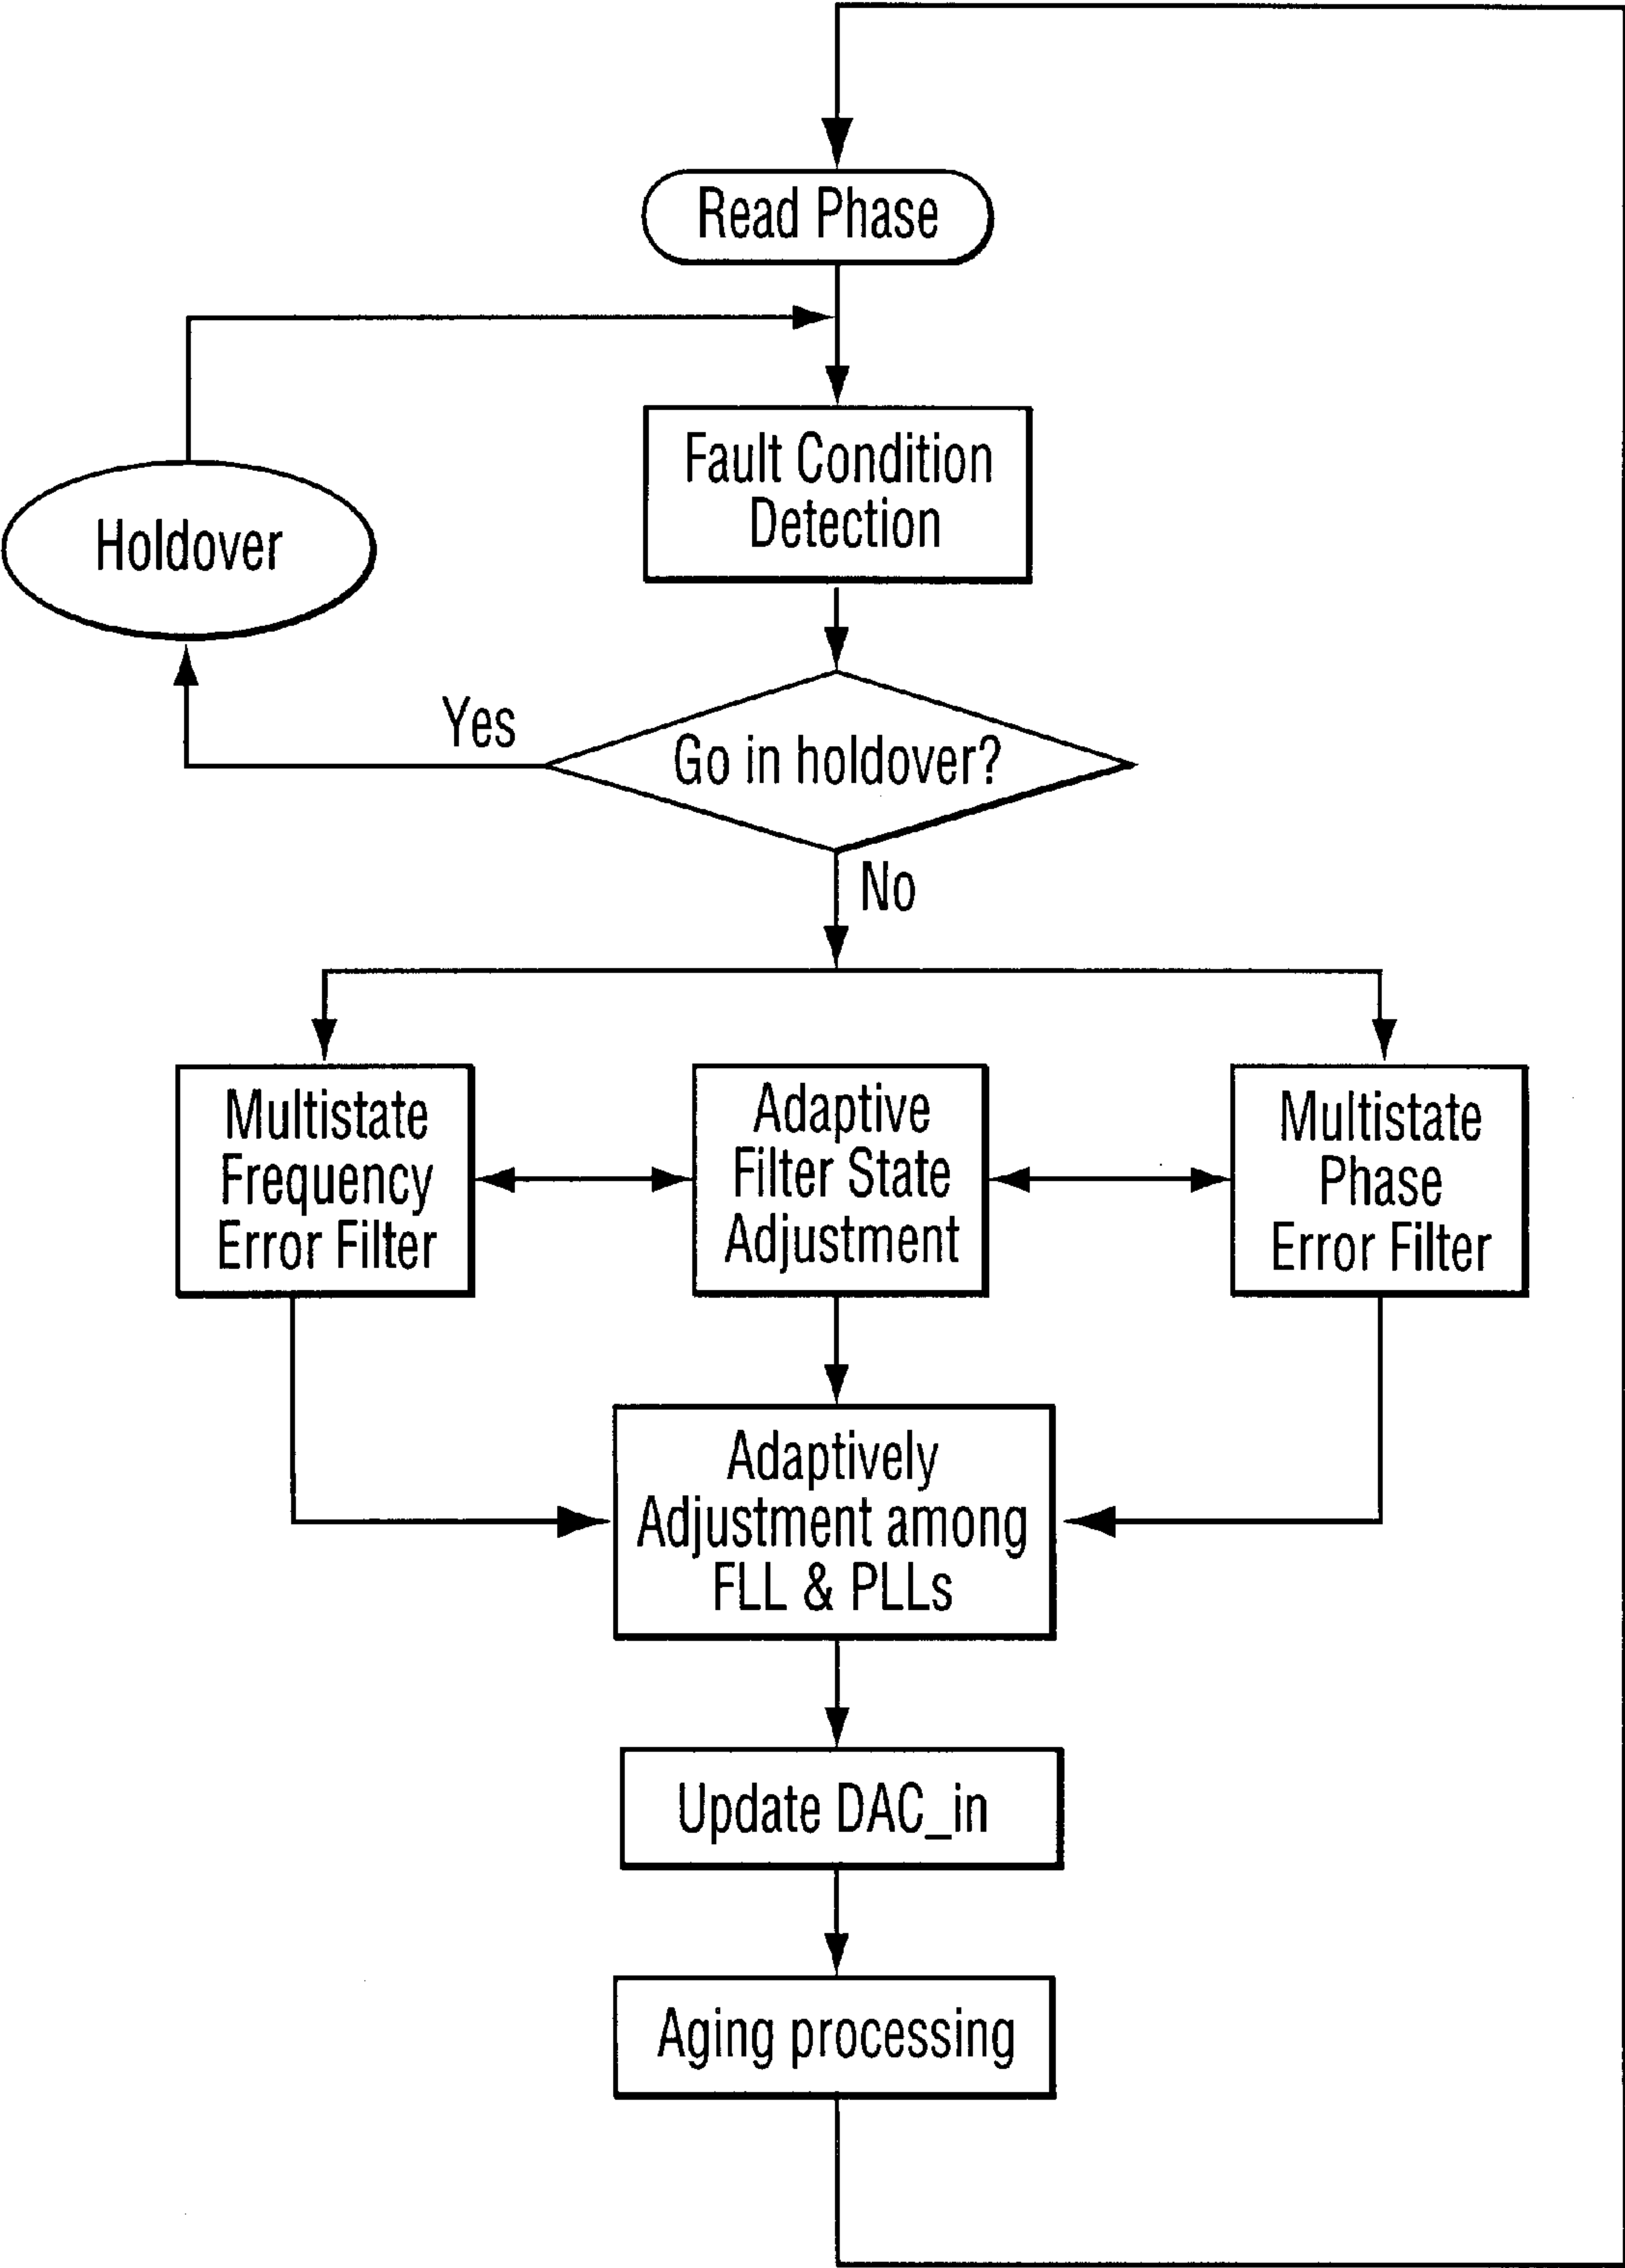 Read Phase
Fault Condition
Detection
Holdover
Yes
Go in holdover?
No
Multistate
Frequency
Error Filter
Adaptive
Filter State
Adjustment
Multistate
Phase
Error Filter
Adaptively
Adjustment among
FLL & PLLs
Update DAC_in
Aging processing